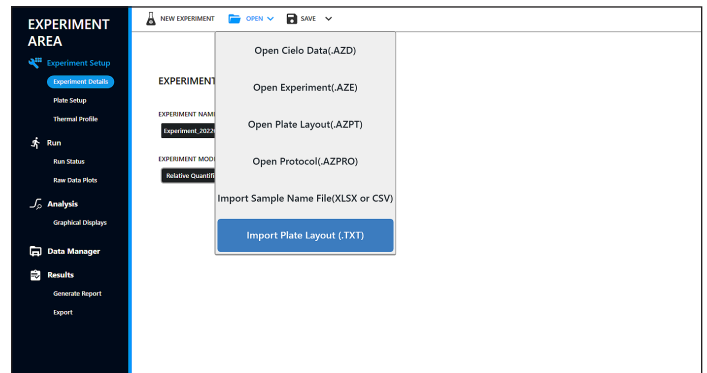 EXPERIMENT
AREA
Experiment Setup
Experiment Details
Plate Setup
Thermal Profile
Run
Run Status
Raw Data Plots
Analysis
Graphical Displays
Data Manager
Results
Generate Report
Export
NEW EXPERIMENT OPEN SAVE
Open Cielo Data(.AZD)
Open Experiment(.AZE)
Open Plate Layout(.AZPT)
Open Protocol(.AZPRO)
Import Sample Name File(XLSX or CSV)
Import Plate Layout (.TXT)
EXPERIMENT
EXPERIMENT NAM
Experiment_2022
EXPERIMENT MOD
Relative Quantifi